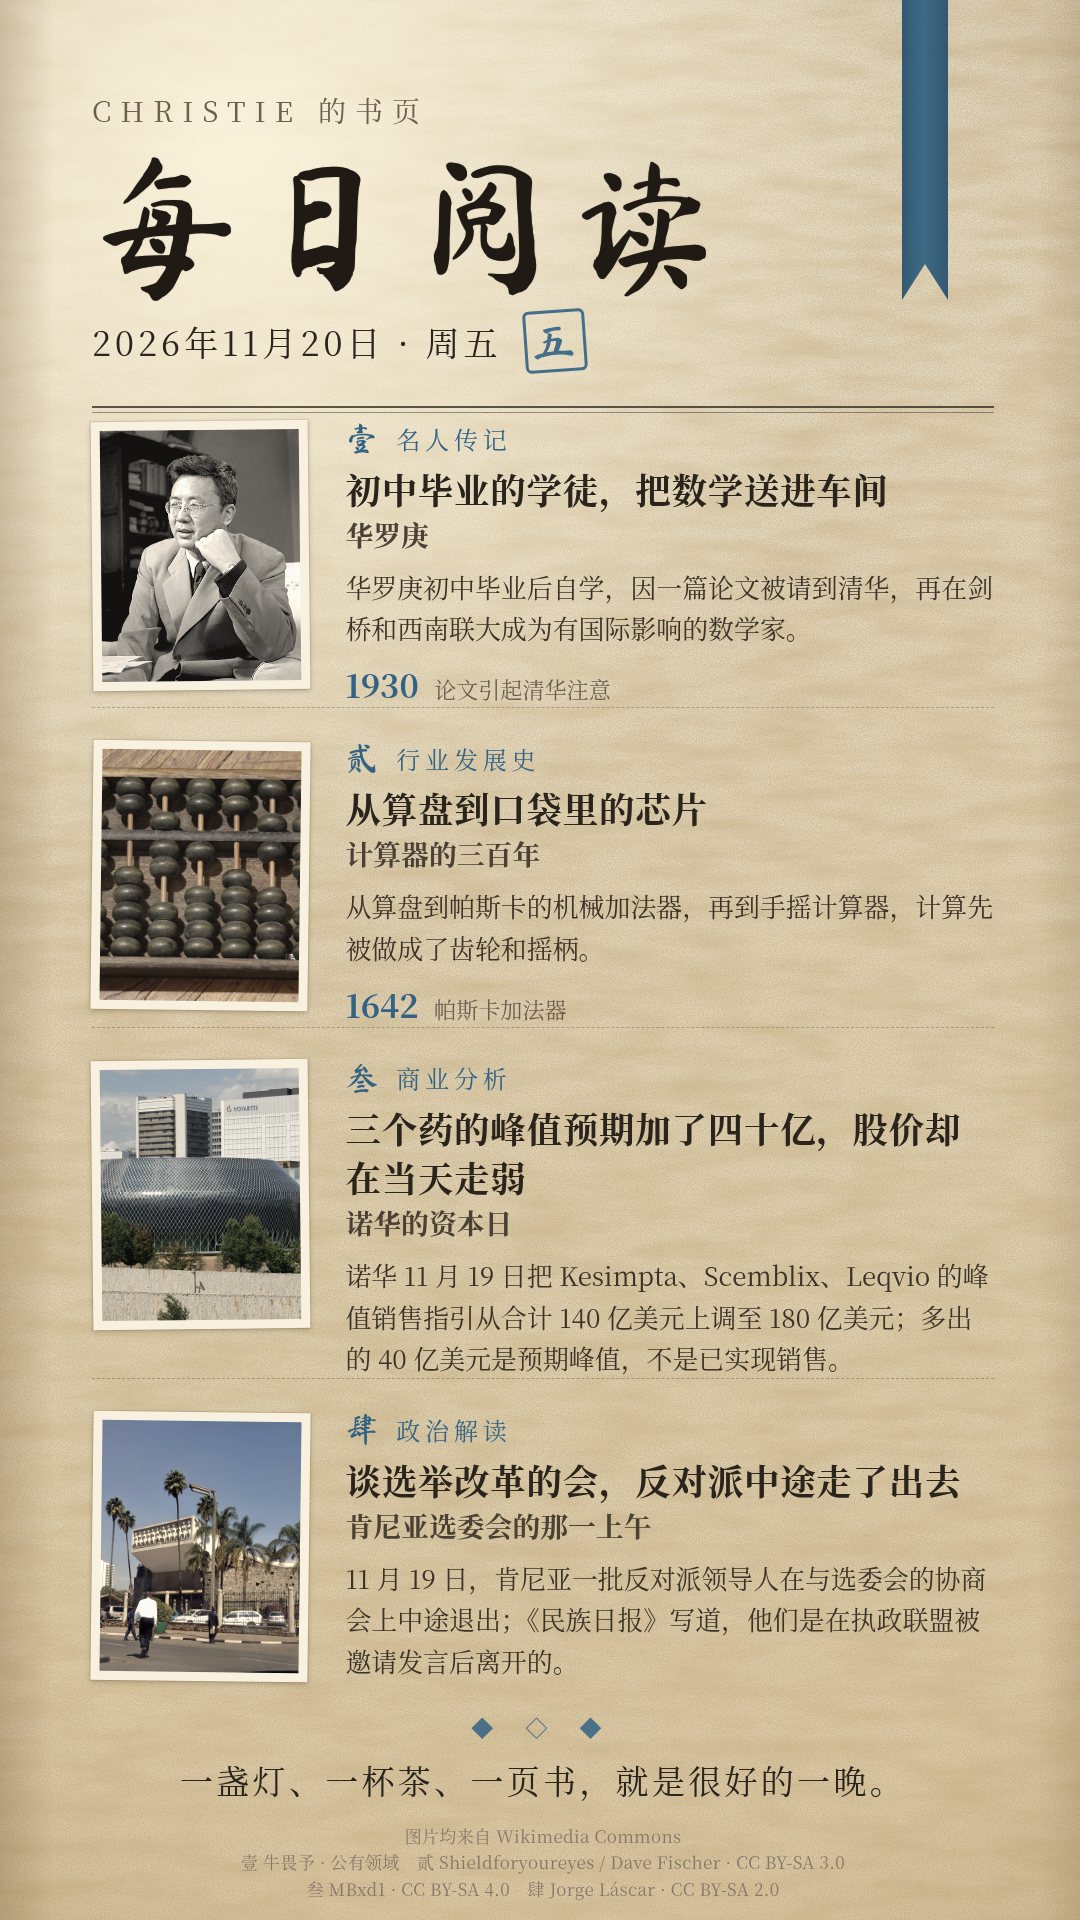 CHRISTIE 的书页
每日阅读
2026年11月20日 · 周五 五
壹 名人传记
初中毕业的学徒，把数学送进车间
华罗庚
华罗庚初中毕业后自学，因一篇论文被请到清华，再在剑
桥和西南联大成为有国际影响的数学家。
1930 论文引起清华注意
贰 行业发展史
从算盘到口袋里的芯片
计算器的三百年
从算盘到帕斯卡的机械加法器，再到手摇计算器，计算先
被做成了齿轮和摇柄。
1642 帕斯卡加法器
NOVARTIS
叁 商业分析
三个药的峰值预期加了四十亿，股价却
在当天走弱
诺华的资本日
诺华 11 月 19 日把 Kesimpta、Scemblix、Leqvio 的峰
值销售指引从合计 140 亿美元上调至 180 亿美元；多出
的 40 亿美元是预期峰值，不是已实现销售。
肆 政治解读
谈选举改革的会，反对派中途走了出去
肯尼亚选委会的那一上午
11 月 19 日，肯尼亚一批反对派领导人在与选委会的协商
会上中途退出；《民族日报》写道，他们是在执政联盟被
邀请发言后离开的。
一盏灯、一杯茶、一页书，就是很好的一晚。
图片均来自 Wikimedia Commons
壹 牛畏予 · 公有领域 贰 Shieldforyoureyes / Dave Fischer · CC BY-SA 3.0
叁 MBxd1 · CC BY-SA 4.0 肆 Jorge Láscar · CC BY-SA 2.0